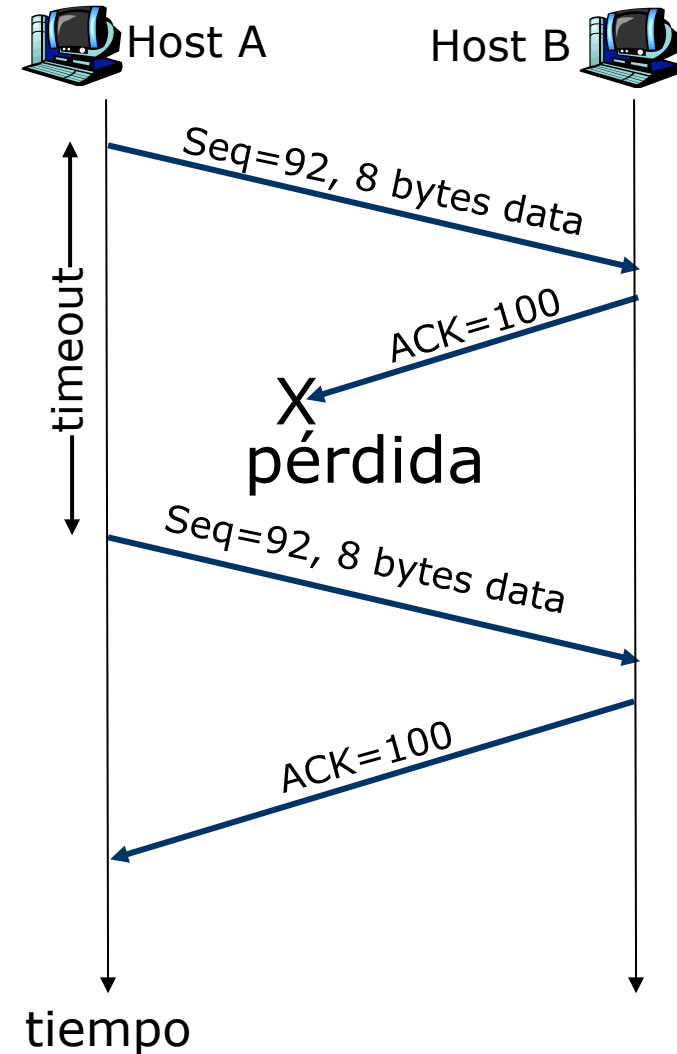 Host A
Host B
Seq=92, 8 bytes data
timeout
ACK=100
X
pérdida
Seq=92, 8 bytes data
ACK=100
tiempo